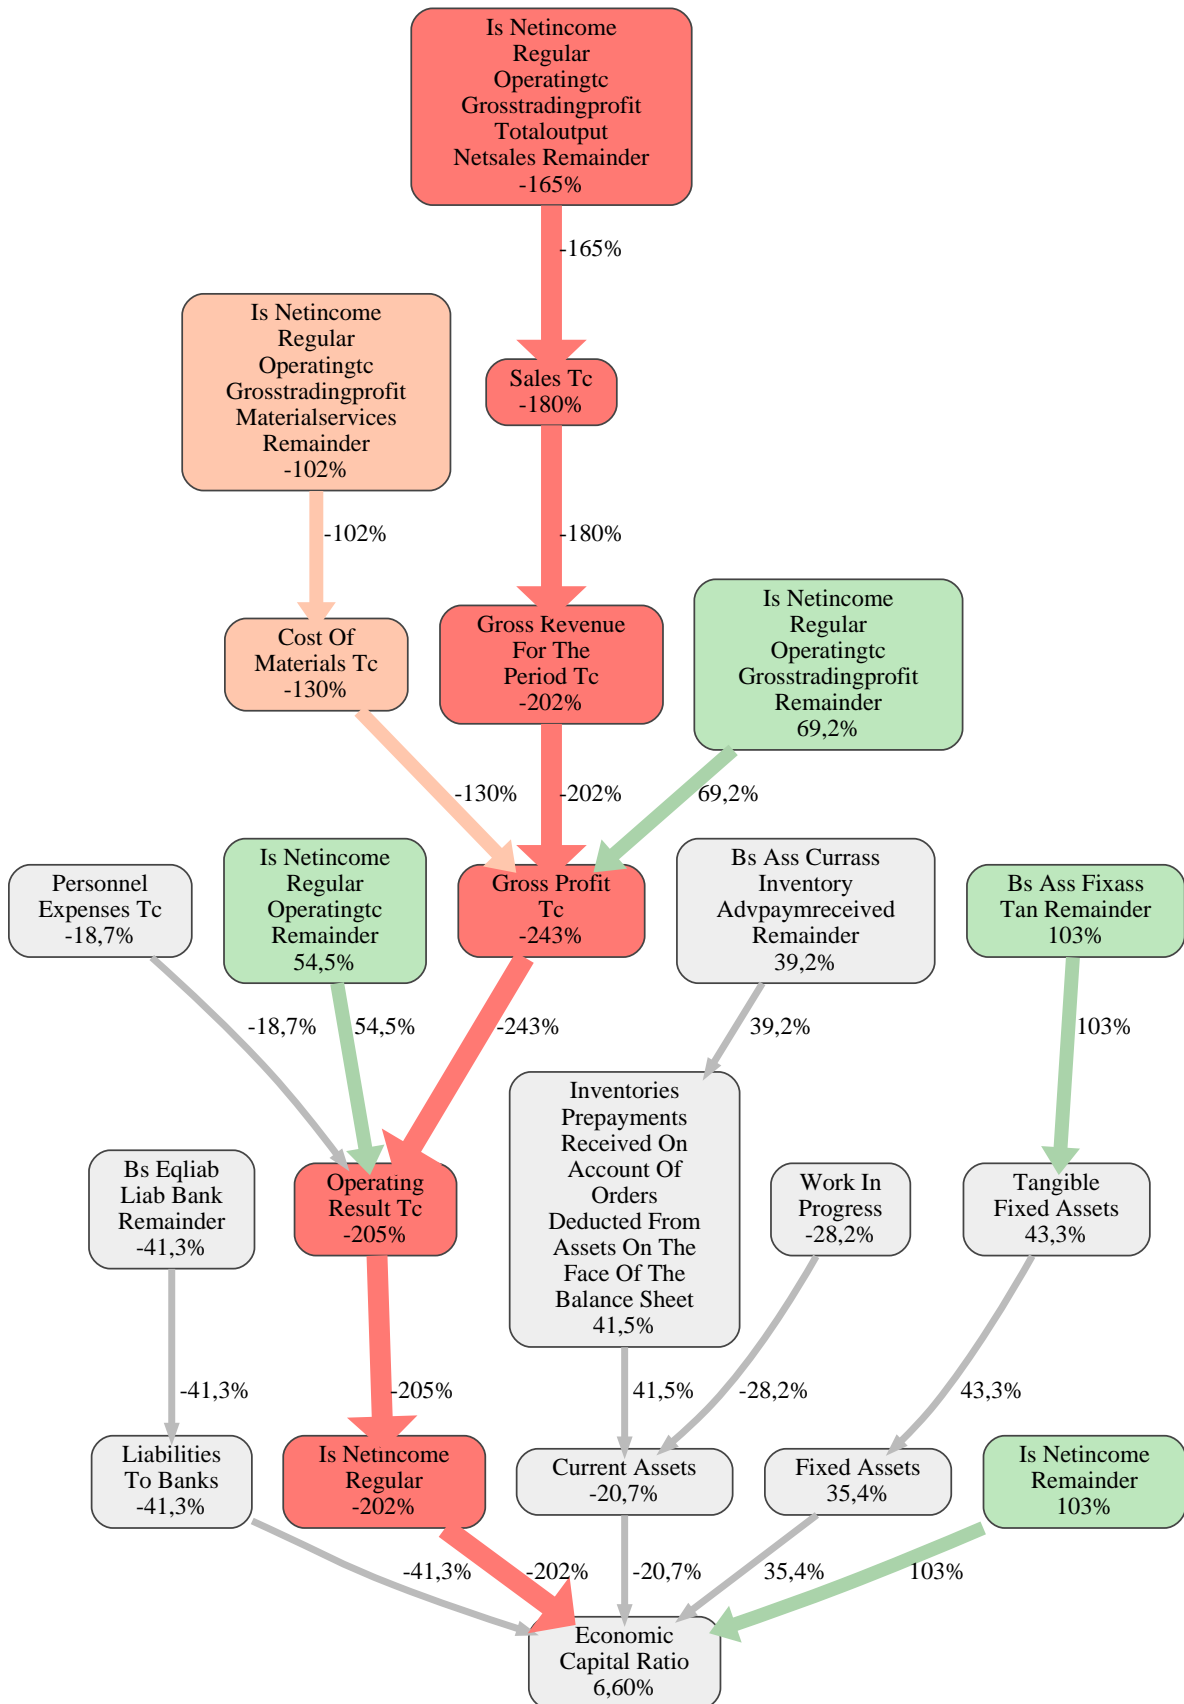 Is Netincome
Regular
Operatingtc
Grosstradingprofit
Totaloutput
Netsales Remainder
-165%
-165%
Is Netincome
Regular
Operatingtc
Grosstradingprofit
Materialservices
Remainder
-102%
Sales Tc
-180%
-102%
-180%
Is Netincome
Regular
Operatingtc
Grosstradingprofit
Remainder
69,2%
Cost Of
Materials Tc
-130%
Gross Revenue
For The
Period Tc
-202%
-130%
-202%
69,2%
Personnel
Expenses Tc
-18,7%
Is Netincome
Regular
Operatingtc
Remainder
54,5%
Gross Profit
Tc
-243%
Bs Ass Currass
Inventory
Advpaymreceived
Remainder
39,2%
Bs Ass Fixass
Tan Remainder
103%
-18,7%
54,5%
-243%
39,2%
103%
Bs Eqliab
Liab Bank
Remainder
-41,3%
Operating
Result Tc
-205%
Inventories
Prepayments
Received On
Account Of
Orders
Deducted From
Assets On The
Face Of The
Balance Sheet
41,5%
Work In
Progress
-28,2%
Tangible
Fixed Assets
43,3%
-41,3%
-205%
41,5%
-28,2%
43,3%
Liabilities
To Banks
-41,3%
Is Netincome
Regular
-202%
Current Assets
-20,7%
Fixed Assets
35,4%
Is Netincome
Remainder
103%
-41,3%
-202%
-20,7%
35,4%
103%
Economic
Capital Ratio
6,60%